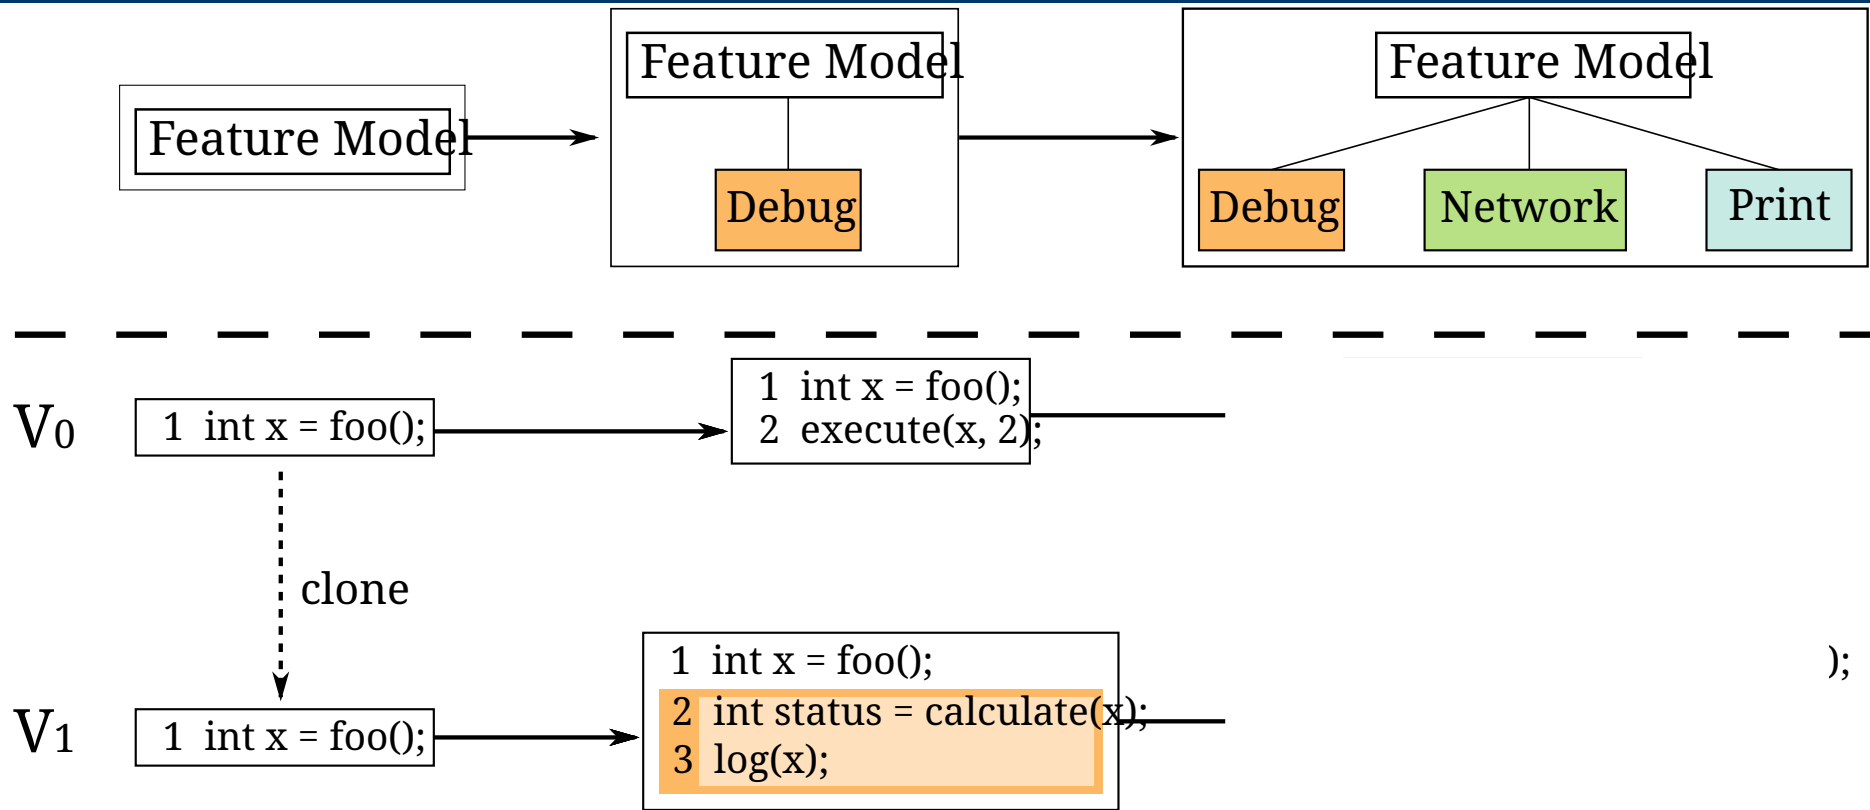 Feature Model
Feature Model
Debug
Feature Model
Debug
Network
Print
V0
1 int x = foo();
1 int x = foo();
2 execute(x, 2);
clone
V1
1 int x = foo();
1 int x = foo();
2 int status = calculate(x);
3 log(x);
);